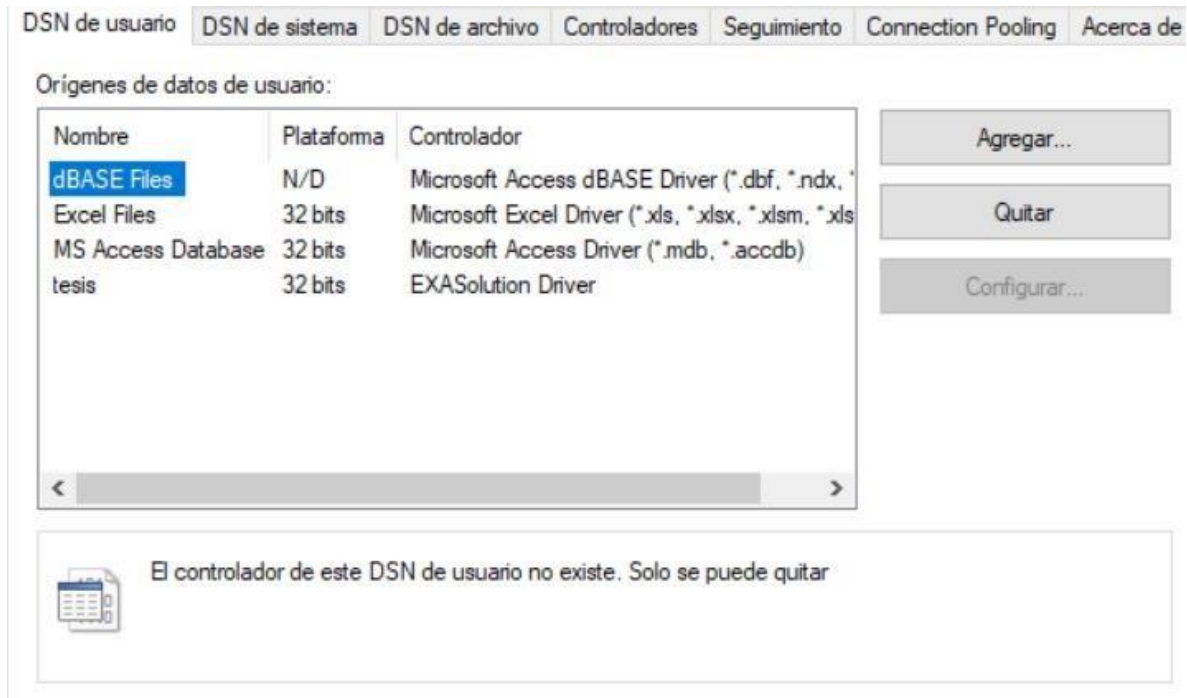 DSN de usuario DSN de sistema DSN de archivo Controladores Seguimiento Connection Pooling Acerca de
Orígenes de datos de usuario:
Nombre Plataforma Controlador
dBASE Files N/D Microsoft Access dBASE Driver (*.dbf, *.ndx, *
Excel Files 32 bits Microsoft Excel Driver (*.xls, *.xlsx, *.xlsm, *.xls
MS Access Database 32 bits Microsoft Access Driver (*.mdb, *.accdb)
tesis 32 bits EXASolution Driver
Agregar...
Quitar
Configurar...
El controlador de este DSN de usuario no existe. Solo se puede quitar